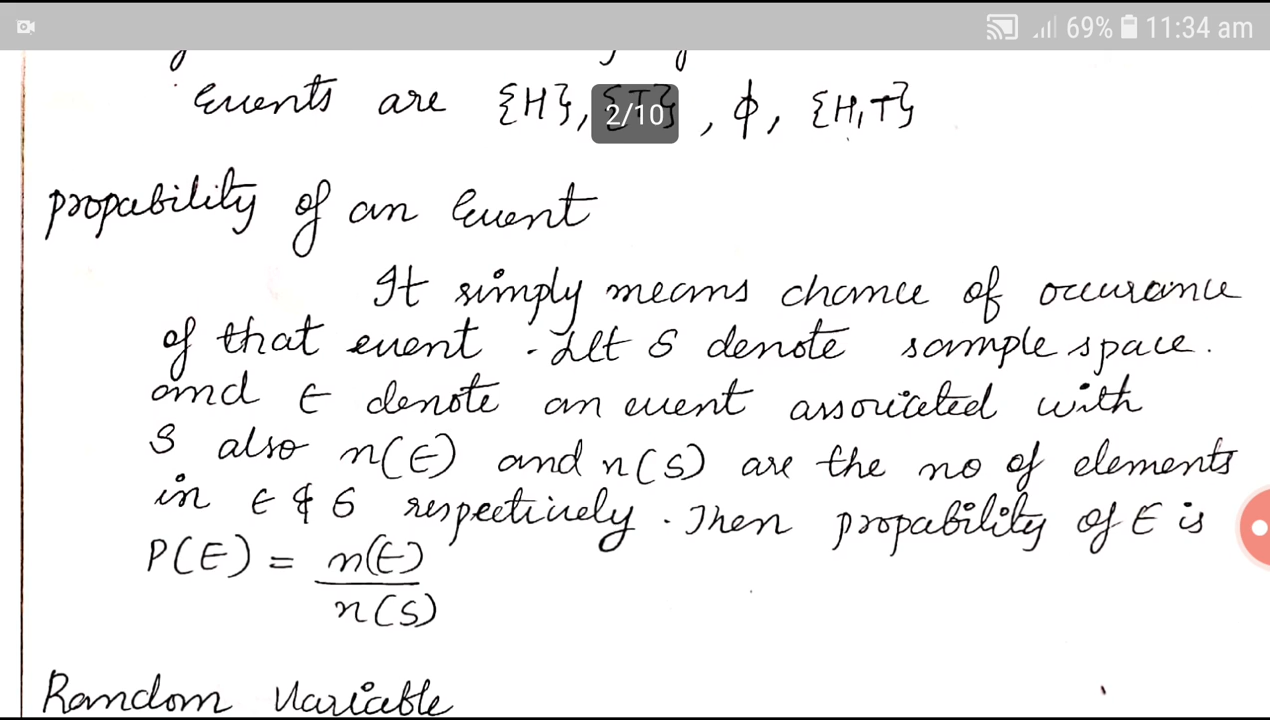 69% 11:34 am
Events are {H}, {T}, ϕ, {H,T}
2/10
propability of an Event
It simply means chance of occurance
of that event . Let S denote sample space.
and E denote an event assoricated with
S also n(E) and n(S) are the no of elements
in E & S respectively. Then propability of E is
P(E) = n(E)
n(S)
Random Variable